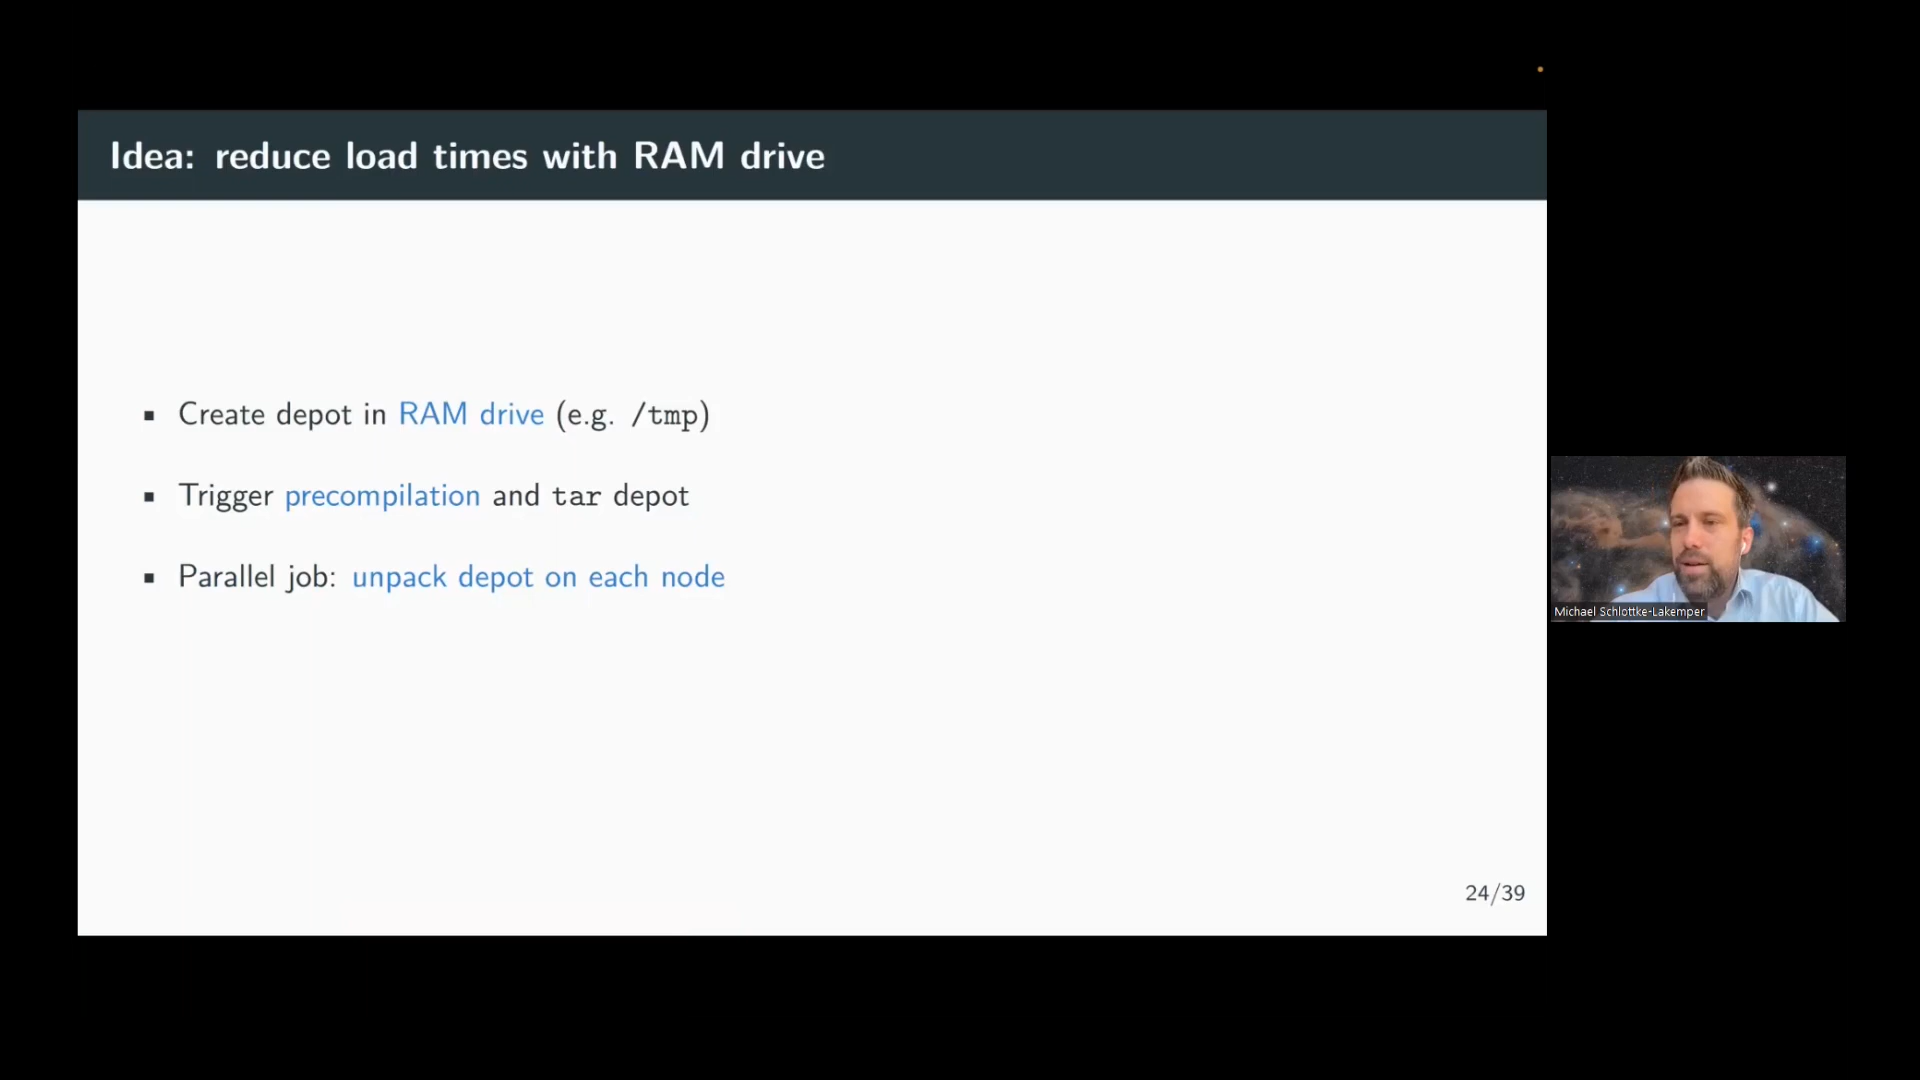 Idea: reduce load times with RAM drive
▪ Create depot in RAM drive (e.g. /tmp)
▪ Trigger precompilation and tar depot
▪ Parallel job: unpack depot on each node
Michael Schlottke-Lakemper
24/39